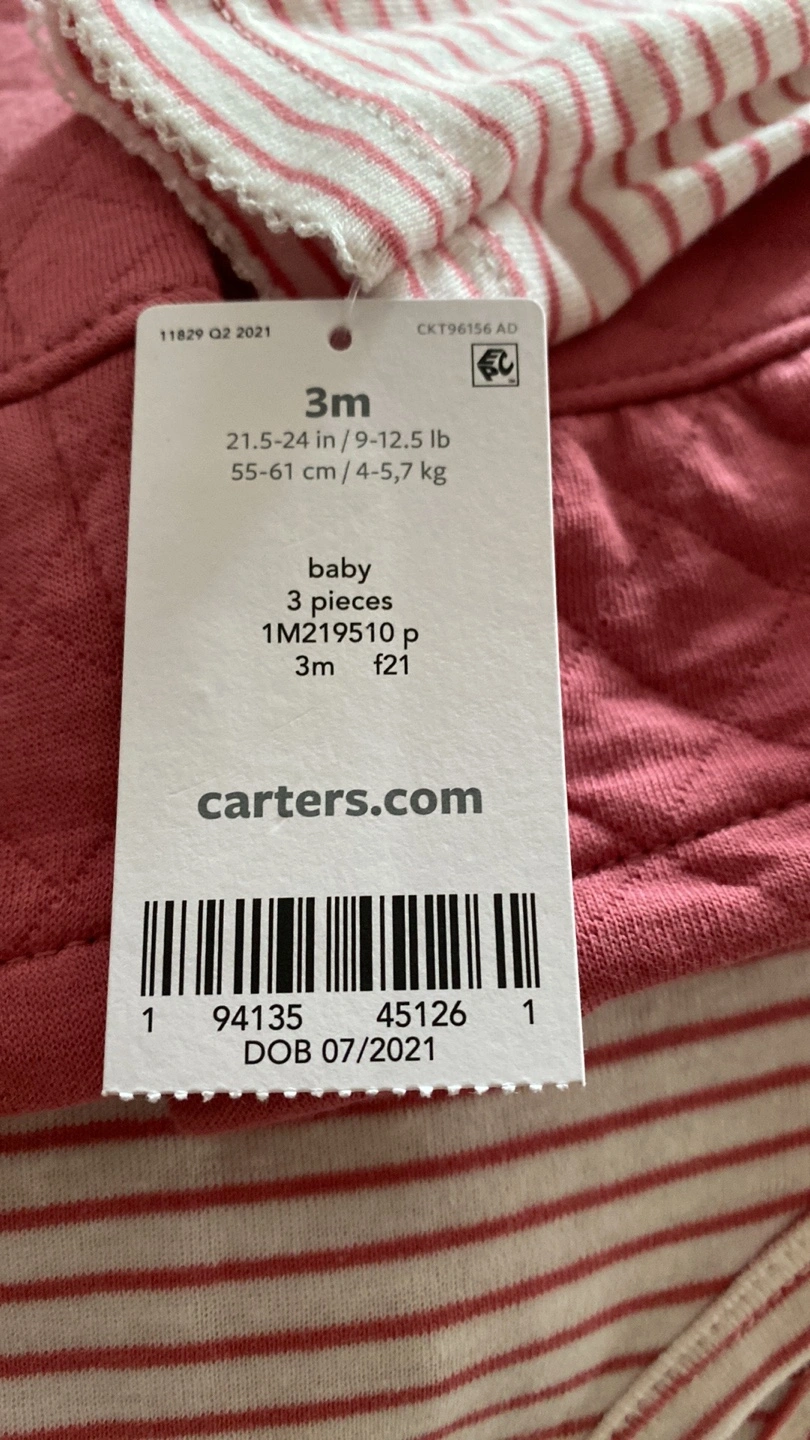 11829 Q2 2021
CKT96156 AD
3m
21.5-24 in / 9-12.5 lb
55-61 cm / 4-5,7 kg
baby
3 pieces
1M219510 p
3m f21
carters.com
1 94135 45126 1
DOB 07/2021